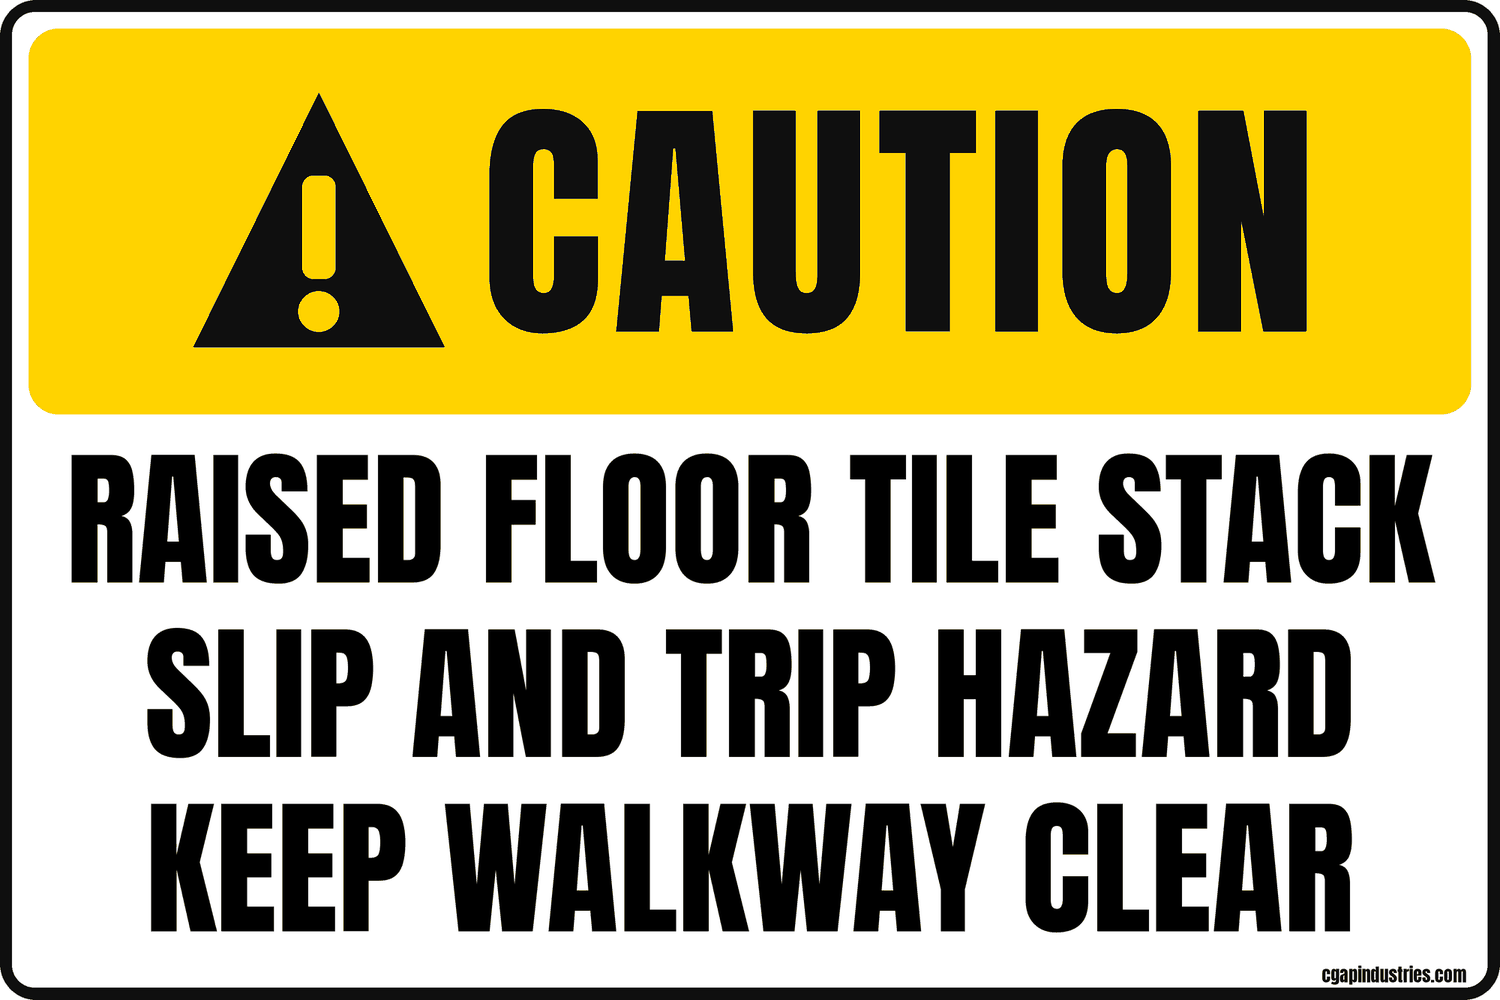 CAUTION
RAISED FLOOR TILE STACK
SLIP AND TRIP HAZARD
KEEP WALKWAY CLEAR
cgapindustries.com